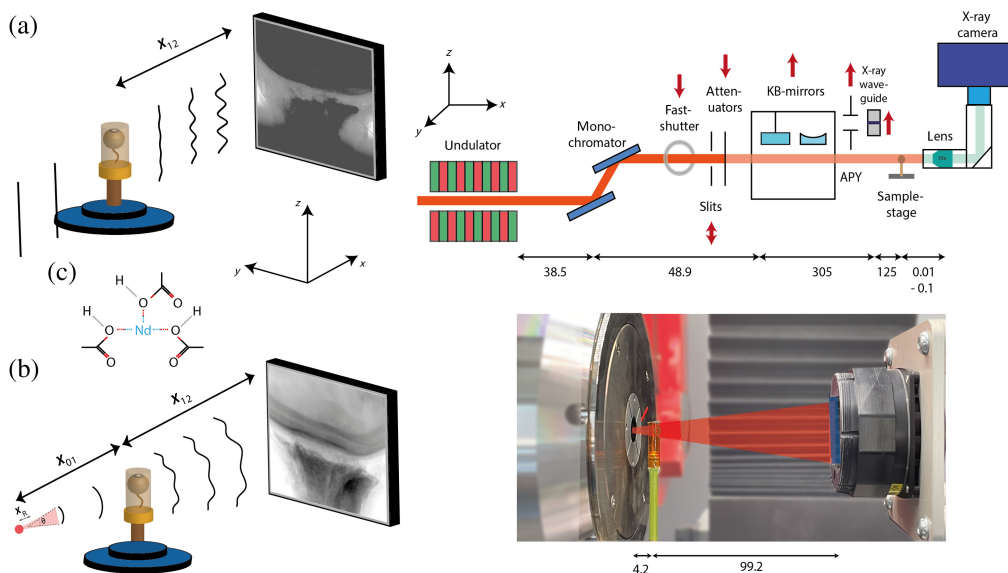 (a)
x12
z
y
x
Undulator
Mono-
chromator
Fast-
shutter
Atten-
uators
Slits
KB-mirrors
APY
X-ray
wave-
guide
Sample-
stage
Lens
10x
X-ray
camera
38.5
48.9
305
125
0.01
- 0.1
z
y
x
(c)
H
O
O
H
O
Nd
O
H
O
O
(b)
x12
x01
xR
θ
4.2
99.2